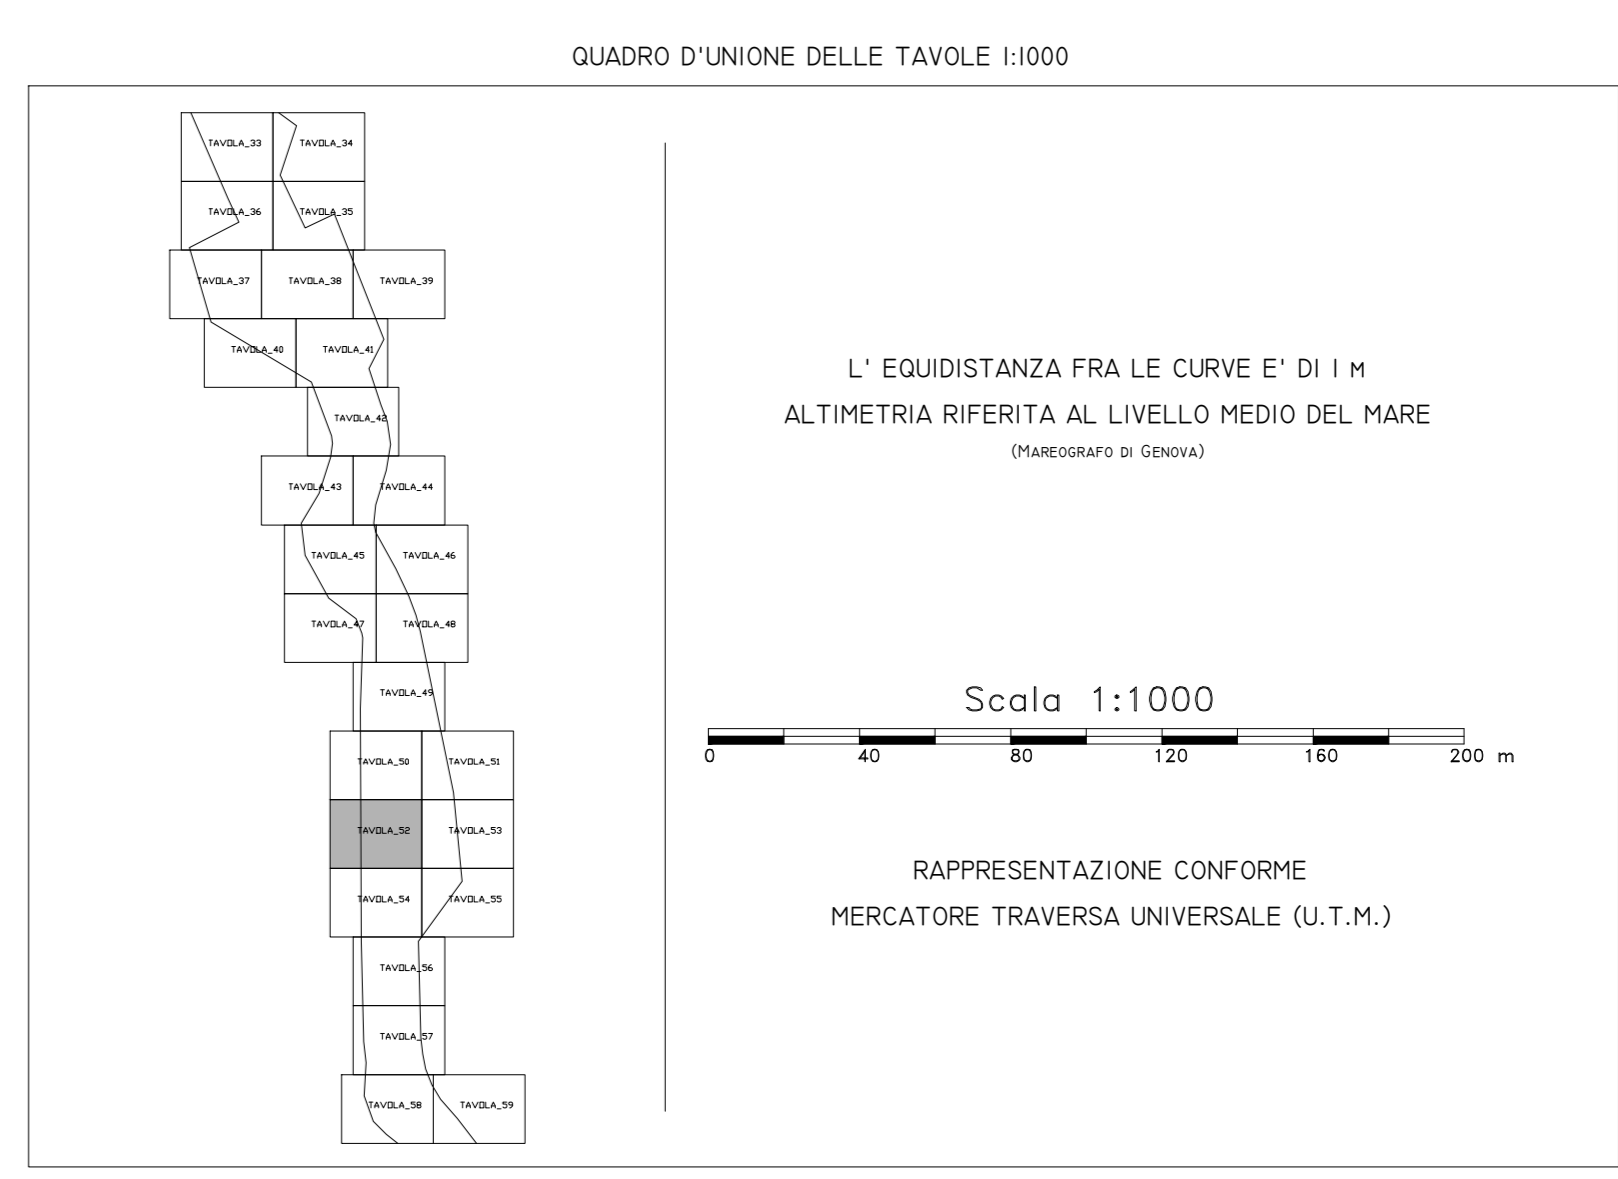 QUADRO D'UNIONE DELLE TAVOLE 1:1000
TAVOLA_33 TAVOLA_34
TAVOLA_36 TAVOLA_35
TAVOLA_37 TAVOLA_38 TAVOLA_39
TAVOLA_40 TAVOLA_41
TAVOLA_42
TAVOLA_43 TAVOLA_44
TAVOLA_45 TAVOLA_46
TAVOLA_47 TAVOLA_48
TAVOLA_49
TAVOLA_50 TAVOLA_51
TAVOLA_52 TAVOLA_53
TAVOLA_54 TAVOLA_55
TAVOLA_56
TAVOLA_57
TAVOLA_58 TAVOLA_59
L' EQUIDISTANZA FRA LE CURVE E' DI 1 M
ALTIMETRIA RIFERITA AL LIVELLO MEDIO DEL MARE
(MAREOGRAFO DI GENOVA)
Scala 1:1000
0 40 80 120 160 200 m
RAPPRESENTAZIONE CONFORME
MERCATORE TRAVERSA UNIVERSALE (U.T.M.)